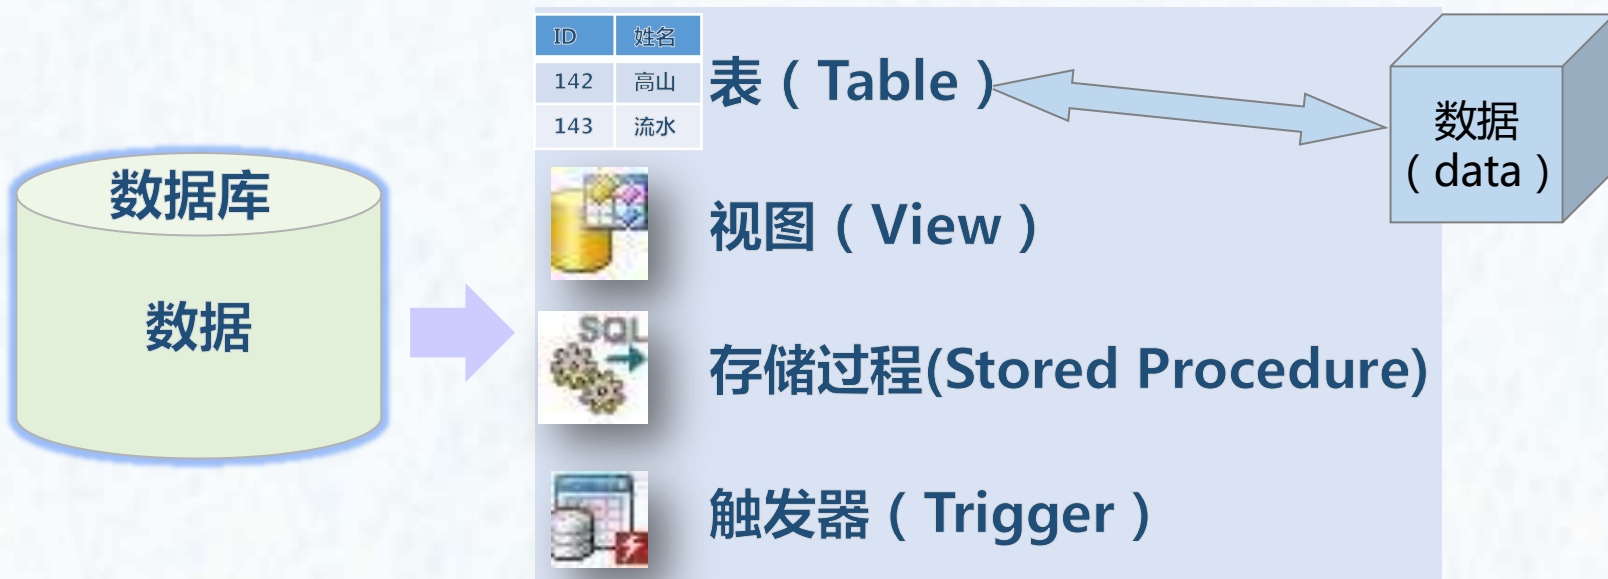 数据库
数据
ID 姓名
142 高山
143 流水
表（Table）
数据
（data）
视图（View）
SQL
存储过程(Stored Procedure)
触发器（Trigger）